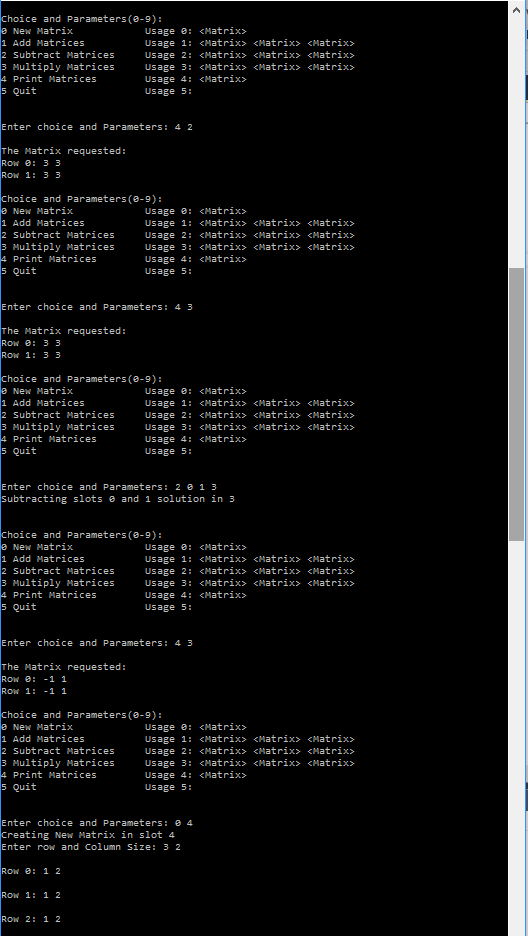 Choice and Parameters(0-9):
0 New Matrix Usage 0: <Matrix>
1 Add Matrices Usage 1: <Matrix> <Matrix> <Matrix>
2 Subtract Matrices Usage 2: <Matrix> <Matrix> <Matrix>
3 Multiply Matrices Usage 3: <Matrix> <Matrix> <Matrix>
4 Print Matrices Usage 4: <Matrix>
5 Quit Usage 5:
Enter choice and Parameters: 4 2
The Matrix requested:
Row 0: 3 3
Row 1: 3 3
Choice and Parameters(0-9):
0 New Matrix Usage 0: <Matrix>
1 Add Matrices Usage 1: <Matrix> <Matrix> <Matrix>
2 Subtract Matrices Usage 2: <Matrix> <Matrix> <Matrix>
3 Multiply Matrices Usage 3: <Matrix> <Matrix> <Matrix>
4 Print Matrices Usage 4: <Matrix>
5 Quit Usage 5:
Enter choice and Parameters: 4 3
The Matrix requested:
Row 0: 3 3
Row 1: 3 3
Choice and Parameters(0-9):
0 New Matrix Usage 0: <Matrix>
1 Add Matrices Usage 1: <Matrix> <Matrix> <Matrix>
2 Subtract Matrices Usage 2: <Matrix> <Matrix> <Matrix>
3 Multiply Matrices Usage 3: <Matrix> <Matrix> <Matrix>
4 Print Matrices Usage 4: <Matrix>
5 Quit Usage 5:
Enter choice and Parameters: 2 0 1 3
Subtracting slots 0 and 1 solution in 3
Choice and Parameters(0-9):
0 New Matrix Usage 0: <Matrix>
1 Add Matrices Usage 1: <Matrix> <Matrix> <Matrix>
2 Subtract Matrices Usage 2: <Matrix> <Matrix> <Matrix>
3 Multiply Matrices Usage 3: <Matrix> <Matrix> <Matrix>
4 Print Matrices Usage 4: <Matrix>
5 Quit Usage 5:
Enter choice and Parameters: 4 3
The Matrix requested:
Row 0: -1 1
Row 1: -1 1
Choice and Parameters(0-9):
0 New Matrix Usage 0: <Matrix>
1 Add Matrices Usage 1: <Matrix> <Matrix> <Matrix>
2 Subtract Matrices Usage 2: <Matrix> <Matrix> <Matrix>
3 Multiply Matrices Usage 3: <Matrix> <Matrix> <Matrix>
4 Print Matrices Usage 4: <Matrix>
5 Quit Usage 5:
Enter choice and Parameters: 0 4
Creating New Matrix in slot 4
Enter row and Column Size: 3 2
Row 0: 1 2
Row 1: 1 2
Row 2: 1 2